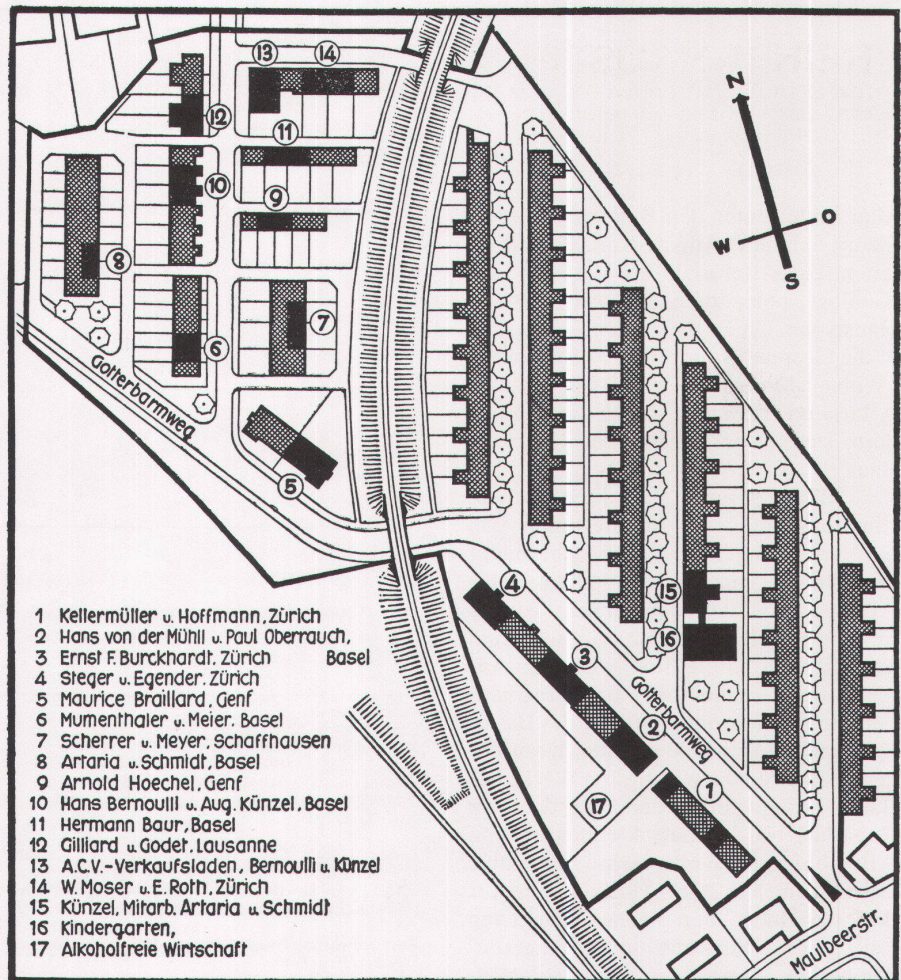 13
14
N
12
11
10
O
W
9
S
8
7
6
Gotterbarmweg
5
4
15
16
3
Gotterbarmweg
2
1
17
Maulbeerstr.
1 Kellermüller u. Hoffmann, Zürich
2 Hans von der Mühll u. Paul Oberrauch,
3 Ernst F. Burckhardt. Zürich Basel
4 Steger u. Egender. Zürich
5 Maurice Braillard, Genf
6 Mumenthaler u. Meier. Basel
7 Scherrer u. Meyer, Schaffhausen
8 Artaria u. Schmidt, Basel
9 Arnold Hoechel, Genf
10 Hans Bernoulli u. Aug. Künzel, Basel
11 Hermann Baur, Basel
12 Gilliard u. Godet. Lausanne
13 A.C.V.-Verkaufsladen, Bernoulli u. Künzel
14 W. Moser u. E. Roth, Zürich
15 Künzel, Mitarb. Artaria u. Schmidt
16 Kindergarten,
17 Alkoholfreie Wirtschaft